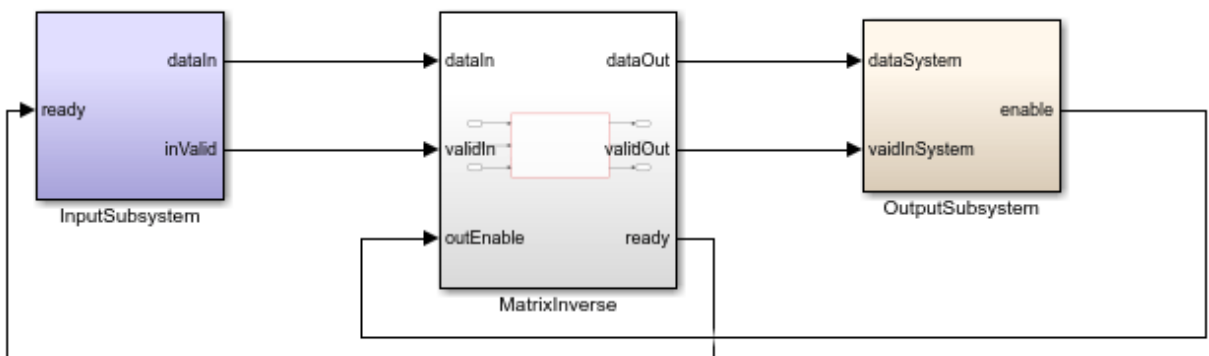 dataIn
ready
inValid
InputSubsystem
dataIn
dataOut
validIn
validOut
outEnable
ready
MatrixInverse
dataSystem
enable
vaidInSystem
OutputSubsystem